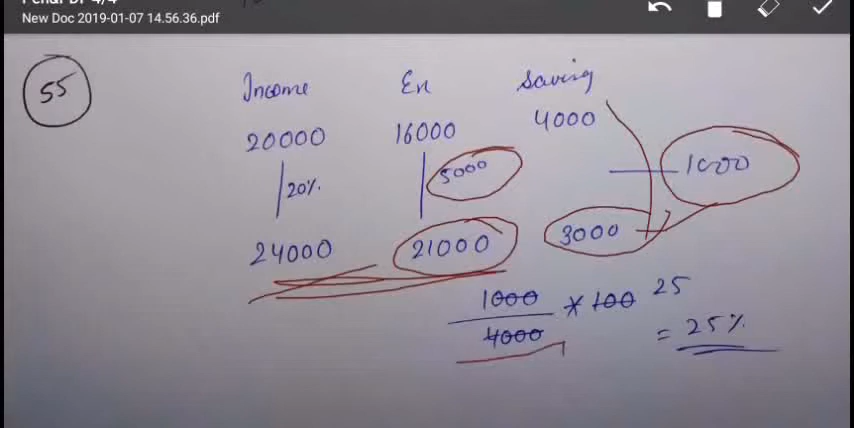 New Doc 2019-01-07 14.56.36.pdf
55
Income En Saving
20000 16000 4000
20% 5000 1000
24000 21000 3000
1000
4000
* 100 25
= 25%